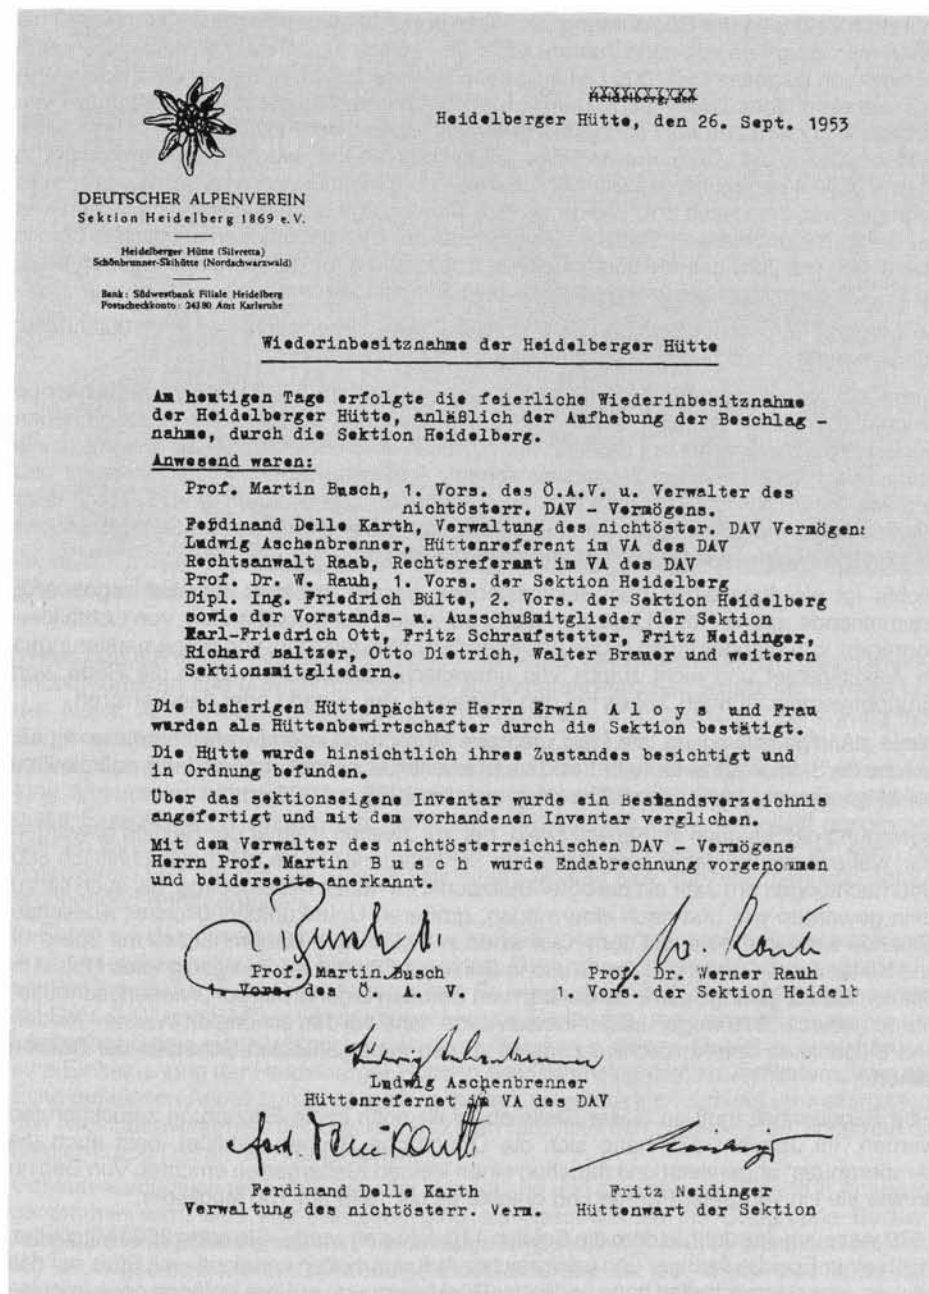 Heidelberg, den
Heidelberger Hütte, den 26. Sept. 1953
DEUTSCHER ALPENVEREIN
Sektion Heidelberg 1869 e.V.
Heidelberger Hütte (Silvretta)
Schönbrunner-Skihütte (Nordschwarzwald)
Bank: Südwestbank Filiale Heidelberg
Postscheckkonto: 24380 Amt Karlsruhe
Wiederinbesitznahme der Heidelberger Hütte
Am heutigen Tage erfolgte die feierliche Wiederinbesitznahme
der Heidelberger Hütte, anläßlich der Aufhebung der Beschlag -
nahme, durch die Sektion Heidelberg.
Anwesend waren:
Prof. Martin Busch, 1. Vors. des Ö.A.V. u. Verwalter des
nichtösterr. DAV - Vermögens.
Ferdinand Delle Karth, Verwaltung des nichtöster. DAV Vermögen:
Ludwig Aschenbrenner, Hüttenreferent im VA des DAV
Rechtsanwalt Raab, Rechtsreferamt im VA des DAV
Prof. Dr. W. Rauh, 1. Vors. der Sektion Heidelberg
Dipl. Ing. Friedrich Bülte, 2. Vors. der Sektion Heidelberg
sowie der Vorstands- u. Ausschußmitglieder der Sektion
Karl-Friedrich Ott, Fritz Schraufstetter, Fritz Neidinger,
Richard saltzer, Otto Dietrich, Walter Brauer und weiteren
Sektionsmitgliedern.
Die bisherigen Hüttenpächter Herrn Erwin A l o y s und Frau
wurden als Hüttenbewirtschafter durch die Sektion bestätigt.
Die Hütte wurde hinsichtlich ihres Zustandes besichtigt und
in Ordnung befunden.
Über das sektionseigene Inventar wurde ein Bestandsverzeichnis
angefertigt und mit dem vorhandenen Inventar verglichen.
Mit dem Verwalter des nichtösterreichischen DAV - Vermögens
Herrn Prof. Martin B u s c h wurde Endabrechnung vorgenommen
und beiderseits anerkannt.
Prof. Martin Busch
1. Vors. des Ö. A. V.
Prof. Dr. Werner Rauh
1. Vors. der Sektion Heidelb
Ludwig Aschenbrenner
Hüttenrefernet im VA des DAV
Ferdinand Delle Karth
Verwaltung des nichtösterr. Verm.
Fritz Neidinger
Hüttenwart der Sektion